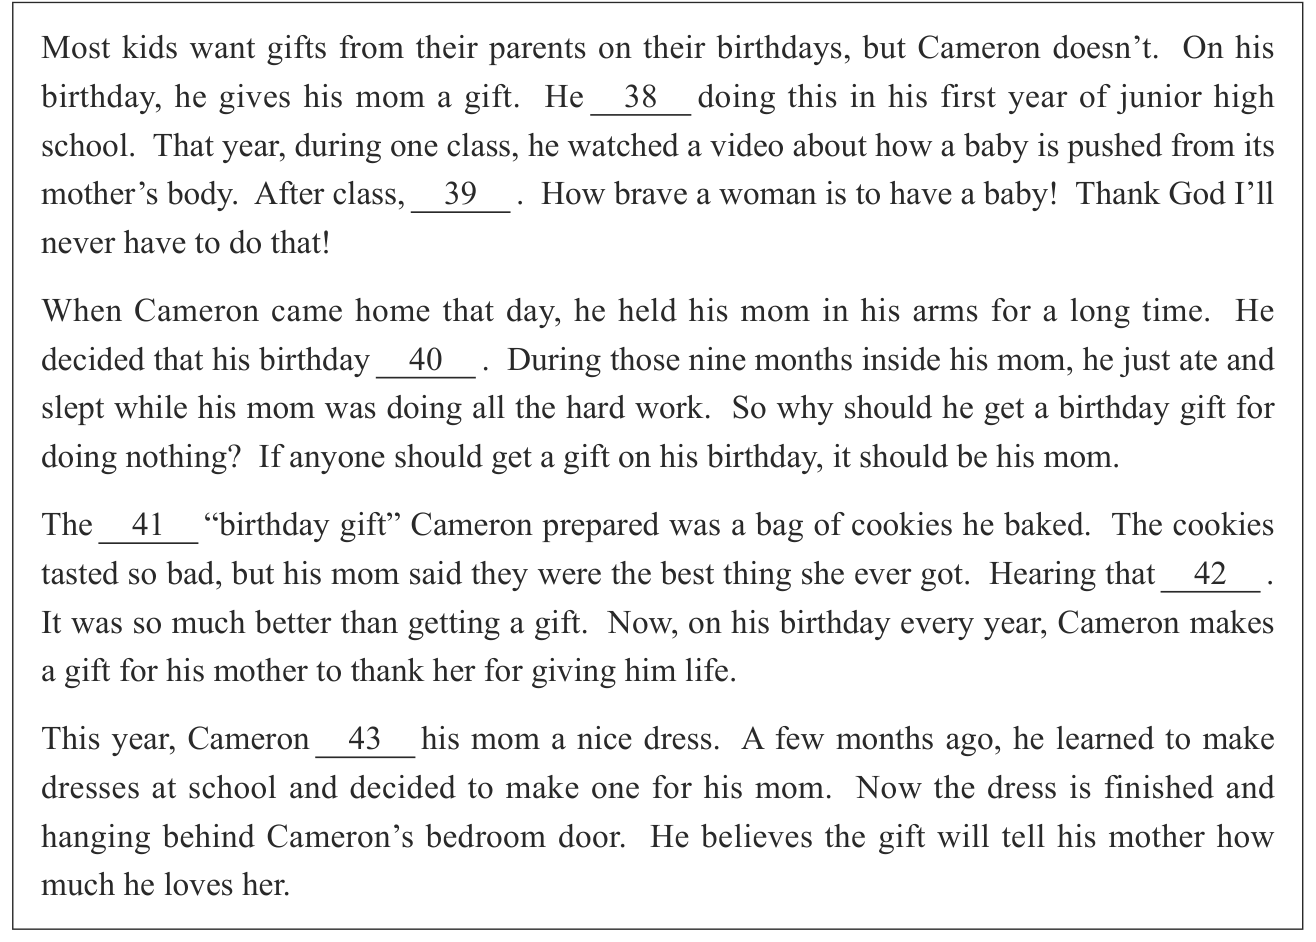 Most kids want gifts from their parents on their birthdays, but Cameron doesn’t. On his
birthday, he gives his mom a gift. He 38 doing this in his first year of junior high
school. That year, during one class, he watched a video about how a baby is pushed from its
mother’s body. After class, 39 . How brave a woman is to have a baby! Thank God I’ll
never have to do that!
When Cameron came home that day, he held his mom in his arms for a long time. He
decided that his birthday 40 . During those nine months inside his mom, he just ate and
slept while his mom was doing all the hard work. So why should he get a birthday gift for
doing nothing? If anyone should get a gift on his birthday, it should be his mom.
The 41 “birthday gift” Cameron prepared was a bag of cookies he baked. The cookies
tasted so bad, but his mom said they were the best thing she ever got. Hearing that 42 .
It was so much better than getting a gift. Now, on his birthday every year, Cameron makes
a gift for his mother to thank her for giving him life.
This year, Cameron 43 his mom a nice dress. A few months ago, he learned to make
dresses at school and decided to make one for his mom. Now the dress is finished and
hanging behind Cameron’s bedroom door. He believes the gift will tell his mother how
much he loves her.